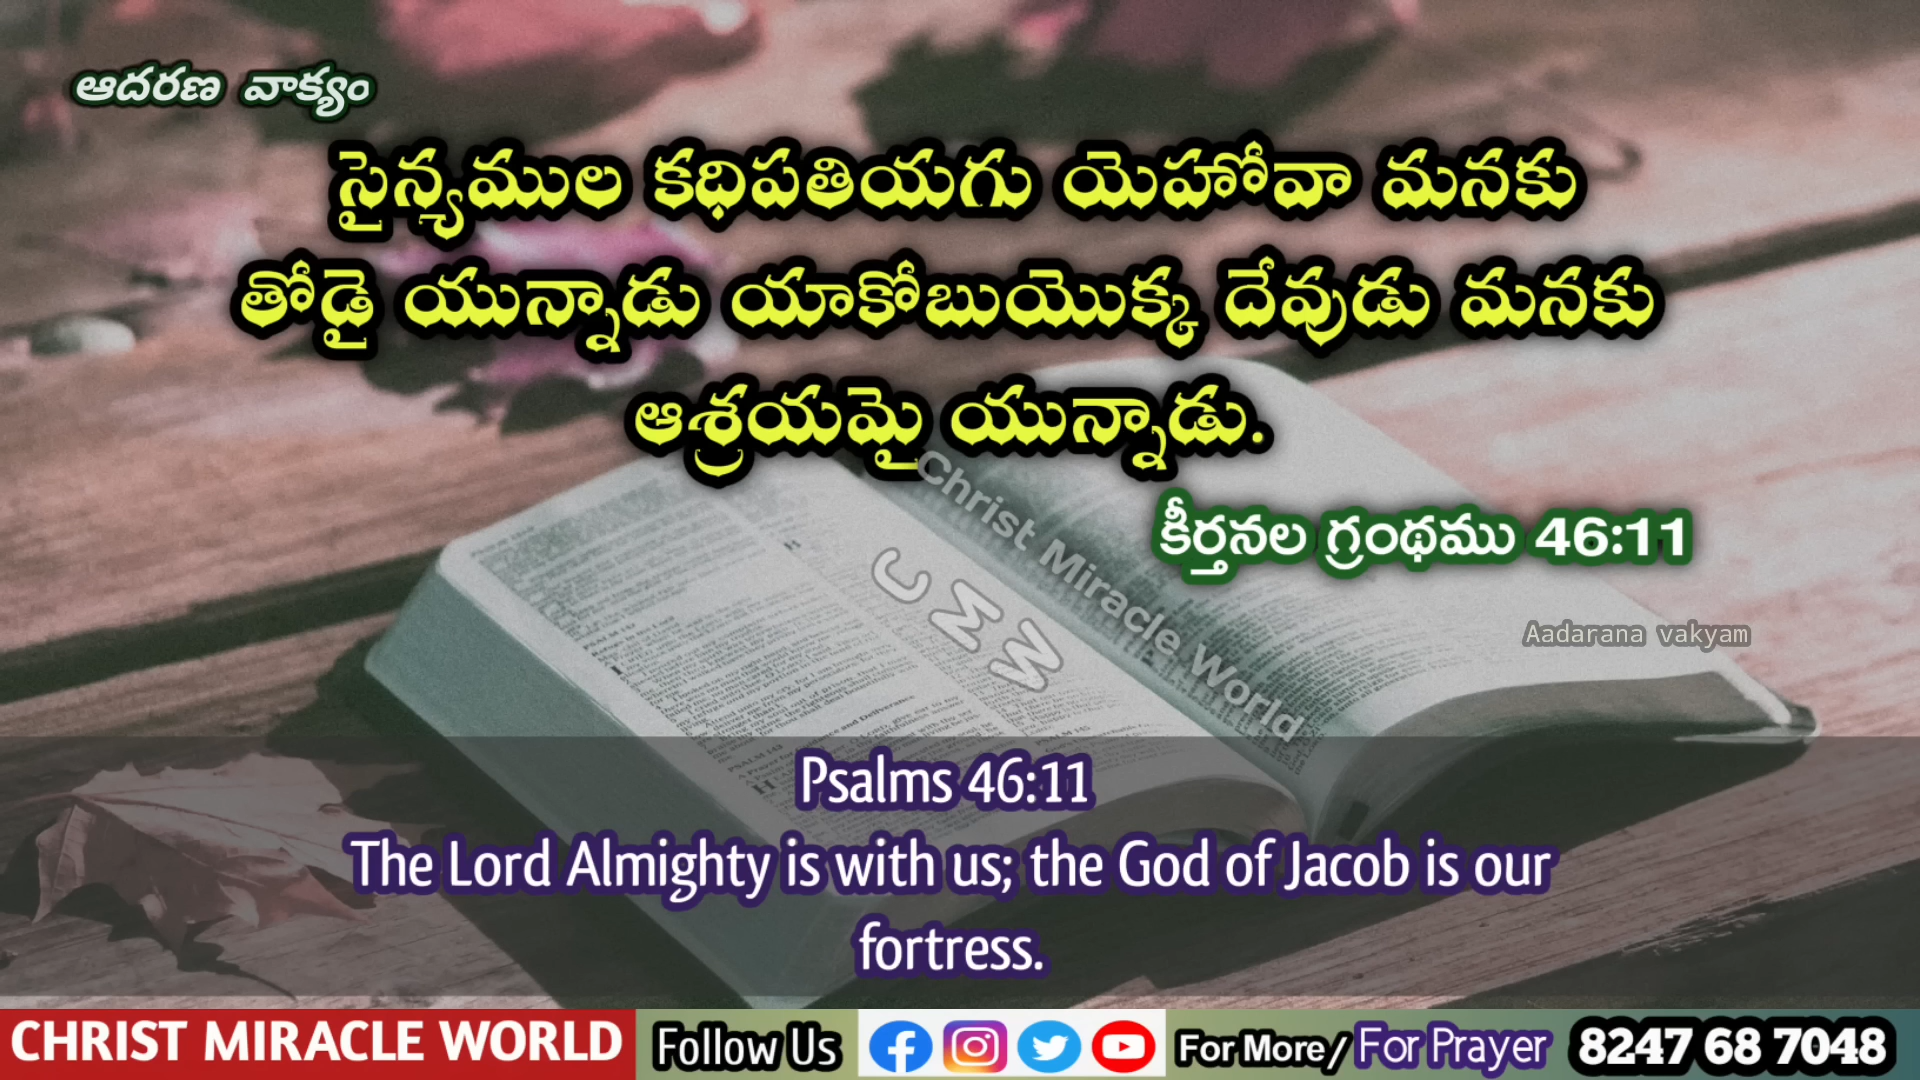 ఆదరణ వాక్యం
సైన్యముల కధిపతియగు యెహోవా మనకు
తోడై యున్నాడు యాకోబుయొక్క దేవుడు మనకు
ఆశ్రయమై యున్నాడు.
కీర్తనల గ్రంథము 46:11
Christ Miracle World
CMW
Aadarana vakyam
Psalms 46:11
The Lord Almighty is with us; the God of Jacob is our
fortress.
CHRIST MIRACLE WORLD Follow Us For More/ For Prayer 8247 68 7048